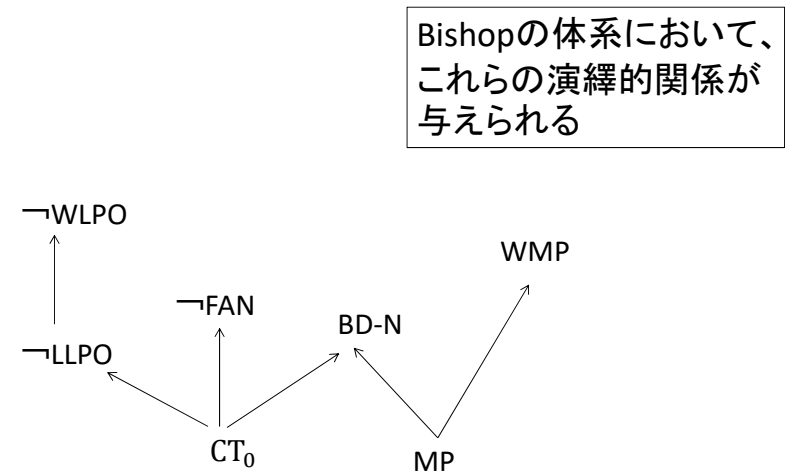 Bishopの体系において、
これらの演繹的関係が
与えられる
¬WLPO
WMP
¬FAN
BD-N
¬LLPO
CT₀
MP